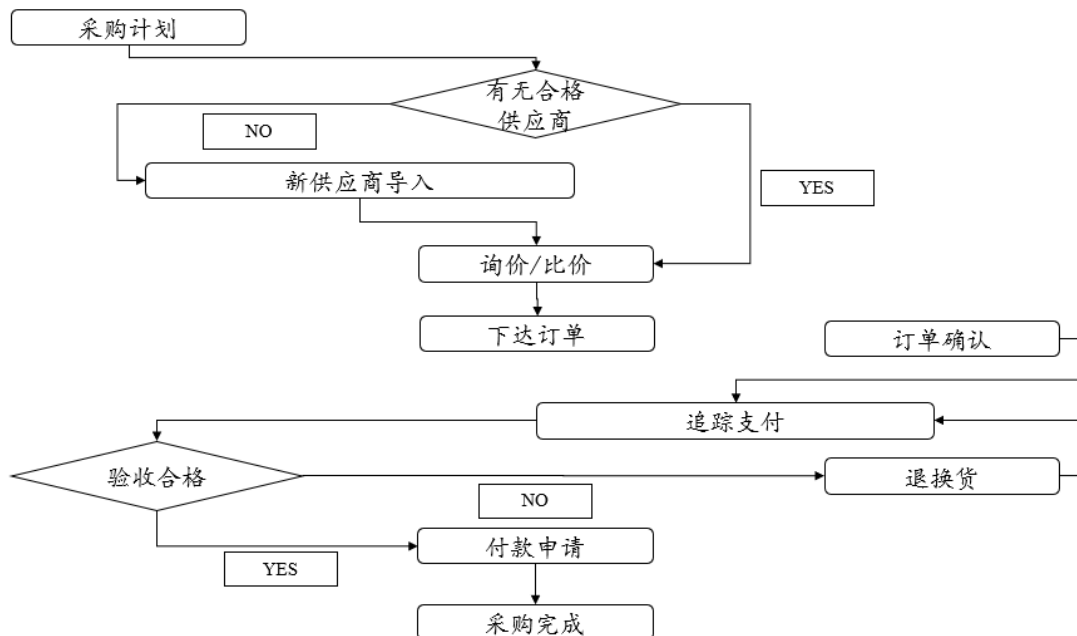 采购计划
有无合格
供应商
NO
新供应商导入
YES
询价/比价
下达订单
订单确认
追踪支付
验收合格
退换货
NO
付款申请
YES
采购完成